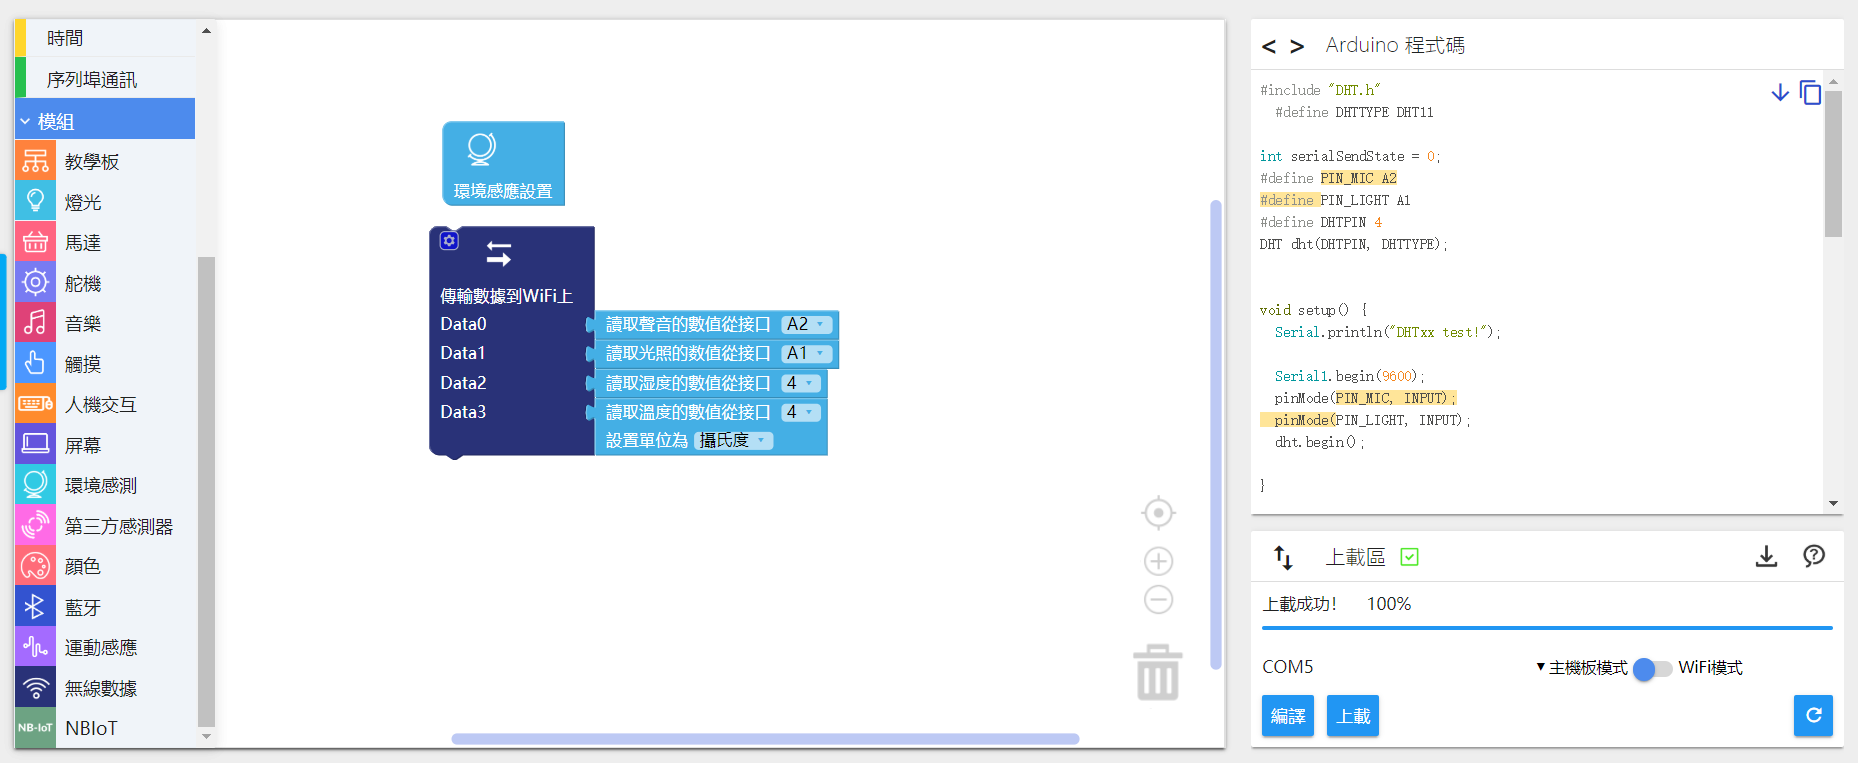 時間
序列埠通訊
模組
教學板
燈光
馬達
舵機
音樂
觸摸
人機交互
屏幕
環境感測
第三方感測器
顔色
藍牙
運動感應
無線數據
NB-IoT NBIoT
環境感應設置
傳輸數據到WiFi上
Data0 讀取聲音的數值從接口 A2
Data1 讀取光照的数值從接口 A1
Data2 讀取湿度的數值從接口 4
Data3 讀取溫度的數值從接口 4
設置單位為 攝氏度
< > Arduino 程式碼
#include "DHT.h"
#define DHTTYPE DHT11
int serialSendState = 0;
#define PIN_MIC A2
#define PIN_LIGHT A1
#define DHTPIN 4
DHT dht(DHTPIN, DHTTYPE);
void setup() {
Serial.println("DHTxx test!");
Serial1.begin(9600);
pinMode(PIN_MIC, INPUT);
pinMode(PIN_LIGHT, INPUT);
dht.begin();
}
上載區
上載成功! 100%
COM5 主機板模式 WiFi模式
編譯 上載